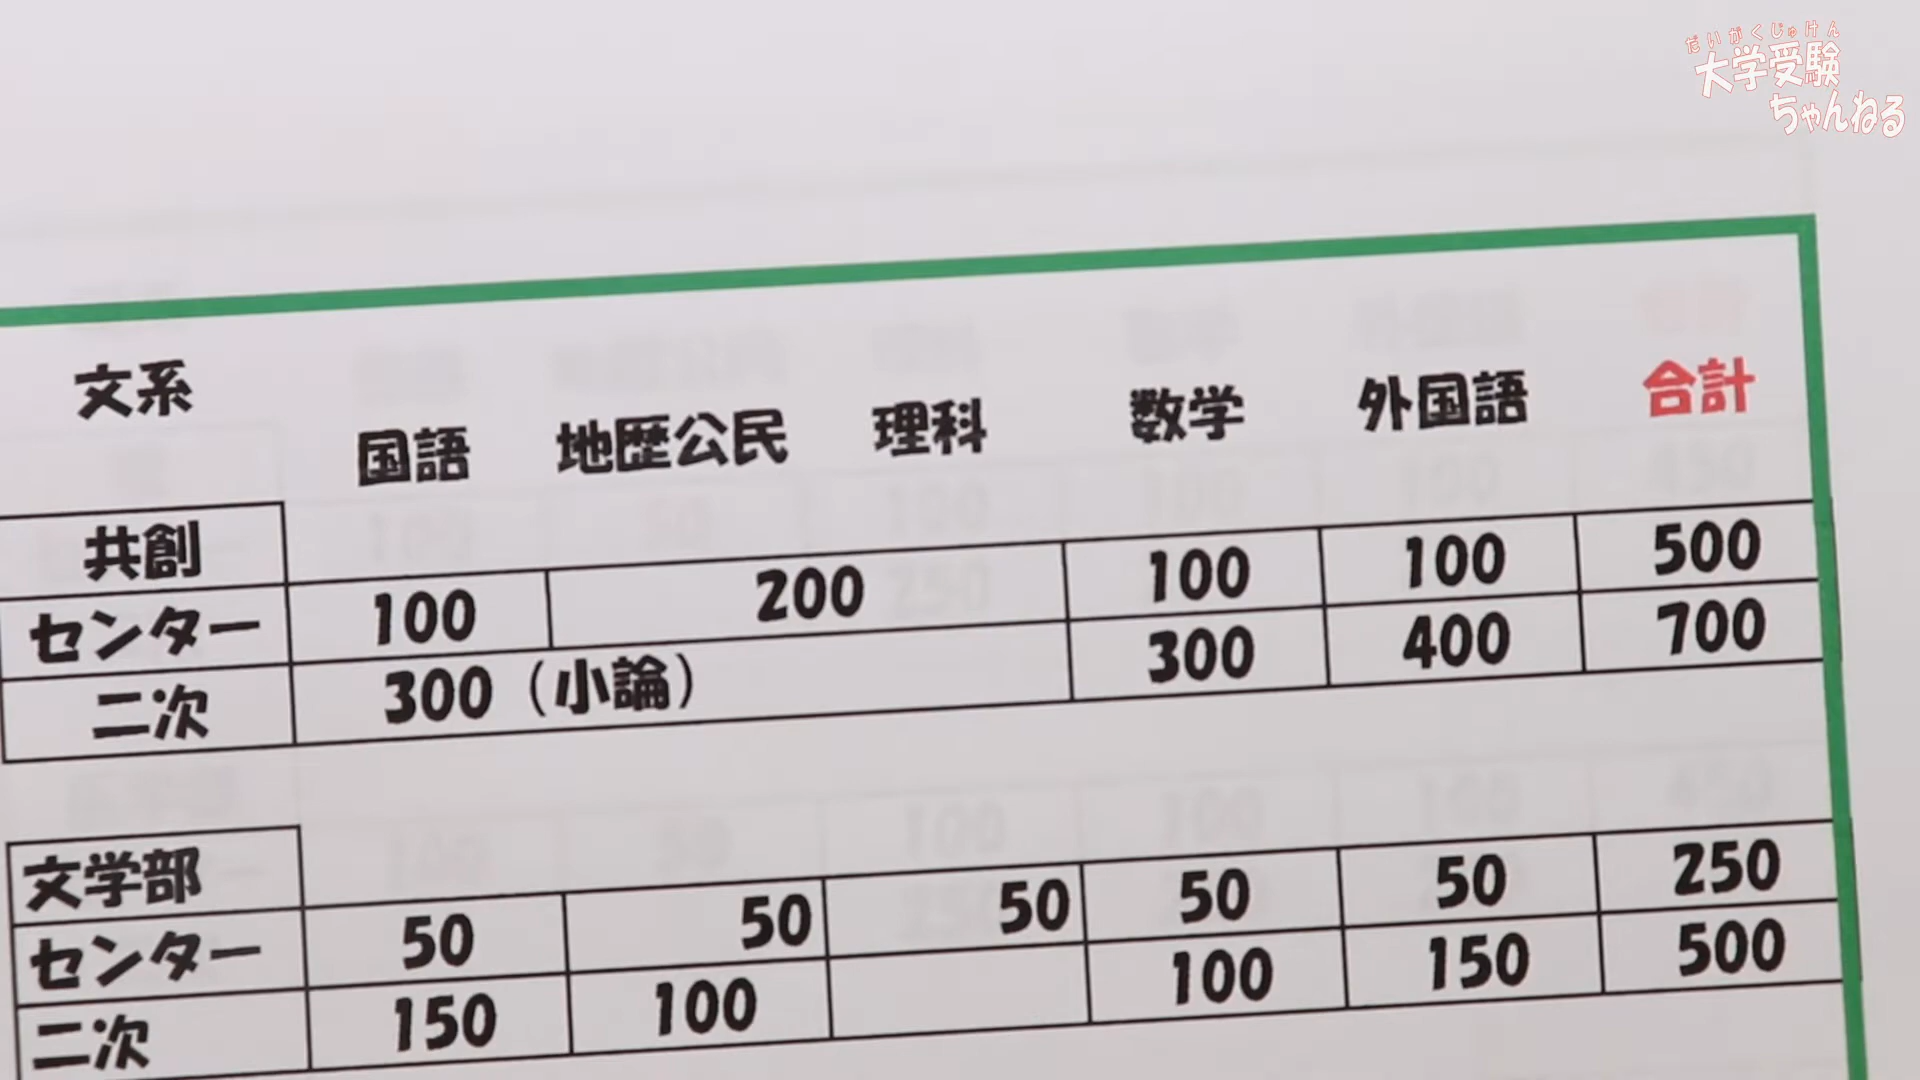 だいがくじゅけん
大学受験
ちゃんねる
文系
国語 地歴公民 理科 数学 外国語 合計
共創
センター 100 200 100 100 500
二次 300（小論） 300 400 700
文学部
センター 50 50 50 50 50 250
二次 150 100 100 150 500